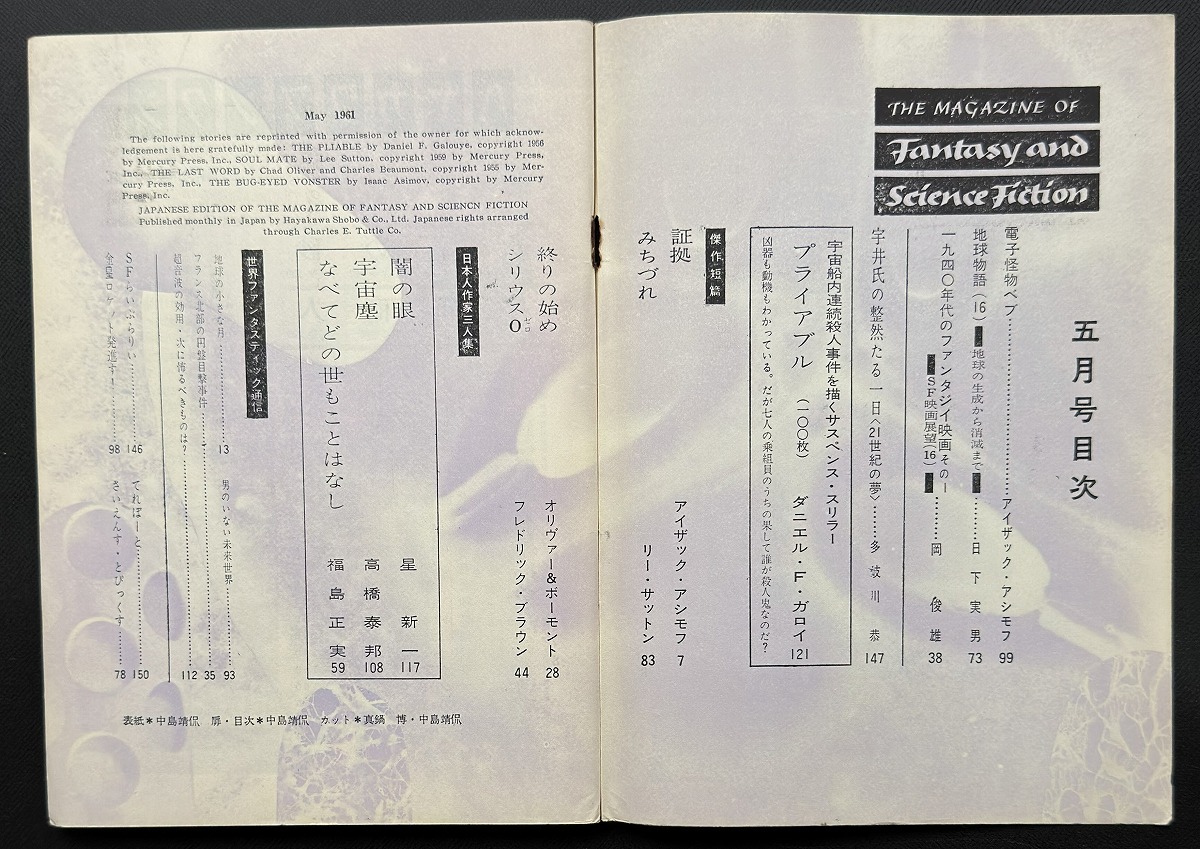 THE MAGAZINE OF
Fantasy and
Science Fiction
五月号目次
電子怪物ベブ…………アイザック・アシモフ 99
地球物語(16) 地球の生成から消滅まで………日下実男 73
一九四〇年代のファンタジイ映画その一
SF映画展望(16)………岡俊雄 38
宇井氏の整然たる一日〈21世紀の夢〉………多岐川恭 147
宇宙船内連続殺人事件を描くサスペンス・スリラー
プライアブル (一〇〇枚) ダニエル・F・ガロイ 121
凶器も動機もわかっている。だが七人の乗組員のうちの果して誰が殺人鬼なのだ?
傑作短篇
証拠 アイザック・アシモフ 7
みちづれ リー・サットン 83
May 1961
The following stories are reprinted with permission of the owner for which acknow-
ledgement is here gratefully made: THE PLIABLE by Daniel F. Galouye, copyright 1956
by Mercury Press, Inc., SOUL MATE by Lee Sutton, copyright 1959 by Mercury Press,
Inc., THE LAST WORD by Chad Oliver and Charles Beaumont, copyright 1955 by Mer-
cury Press, Inc., THE BUG-EYED VONSTER by Isaac Asimov, copyright by Mercury
Press, Inc.
JAPANESE EDITION OF THE MAGAZINE OF FANTASY AND SCIENCN FICTION
Published monthly in Japan by Hayakawa Shobo & Co., Ltd. Japanese rights arranged
through Charles E. Tuttle Co.
終りの始め オリヴァー&ボーモント 28
シリウス0 ゼロ フレドリック・ブラウン 44
日本人作家三人集
闇の眼 星新一 117
宇宙塵 高橋泰邦 108
なべてどの世もことはなし 福島正実 59
世界ファンタスティック通信
地球の小さな月………13
男のいない未来世界………93
フランス北部の円盤目撃事件………35
超音波の効用・次に怖るべきものは?………112
SFらいぶらりい………146
てれぽーと………150
金星ロケット発進す!………98
さいえんす・とぴっくす………78
表紙*中島靖侃 扉・目次*中島靖侃 カット*真鍋 博・中島靖侃